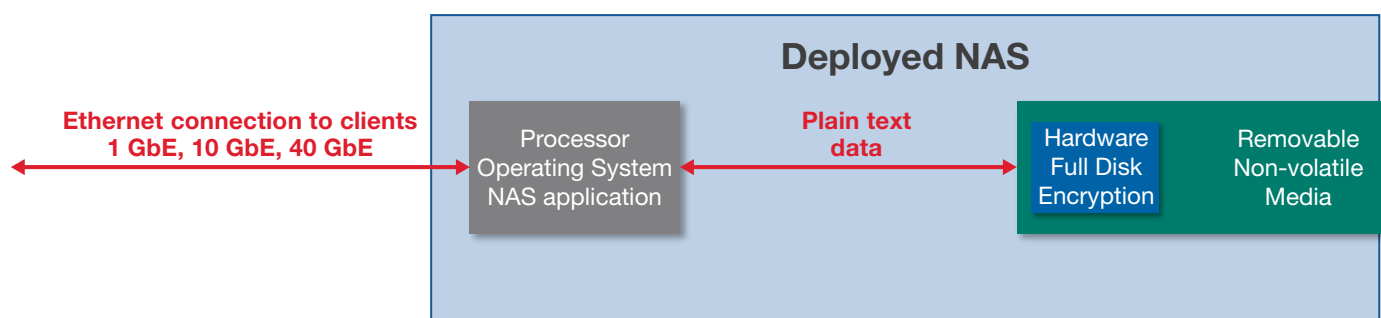 Deployed NAS
Ethernet connection to clients
1 GbE, 10 GbE, 40 GbE
Processor
Operating System
NAS application
Plain text
data
Hardware
Full Disk
Encryption
Removable
Non-volatile
Media